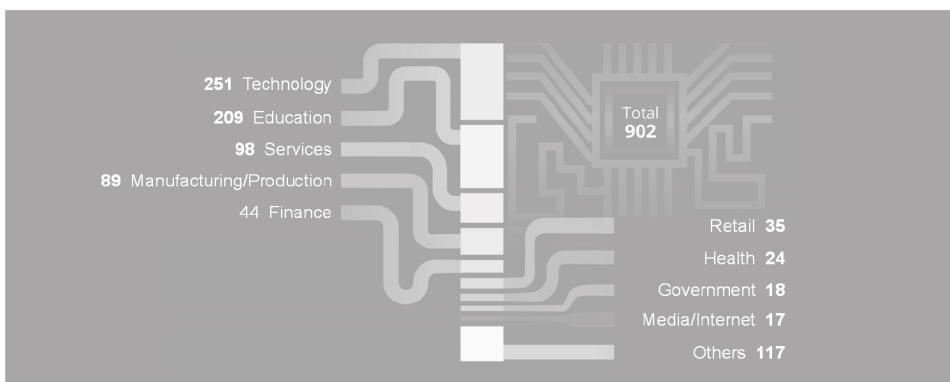 251 Technology
209 Education
98 Services
89 Manufacturing/Production
44 Finance
Total
902
Retail 35
Health 24
Government 18
Media/Internet 17
Others 117